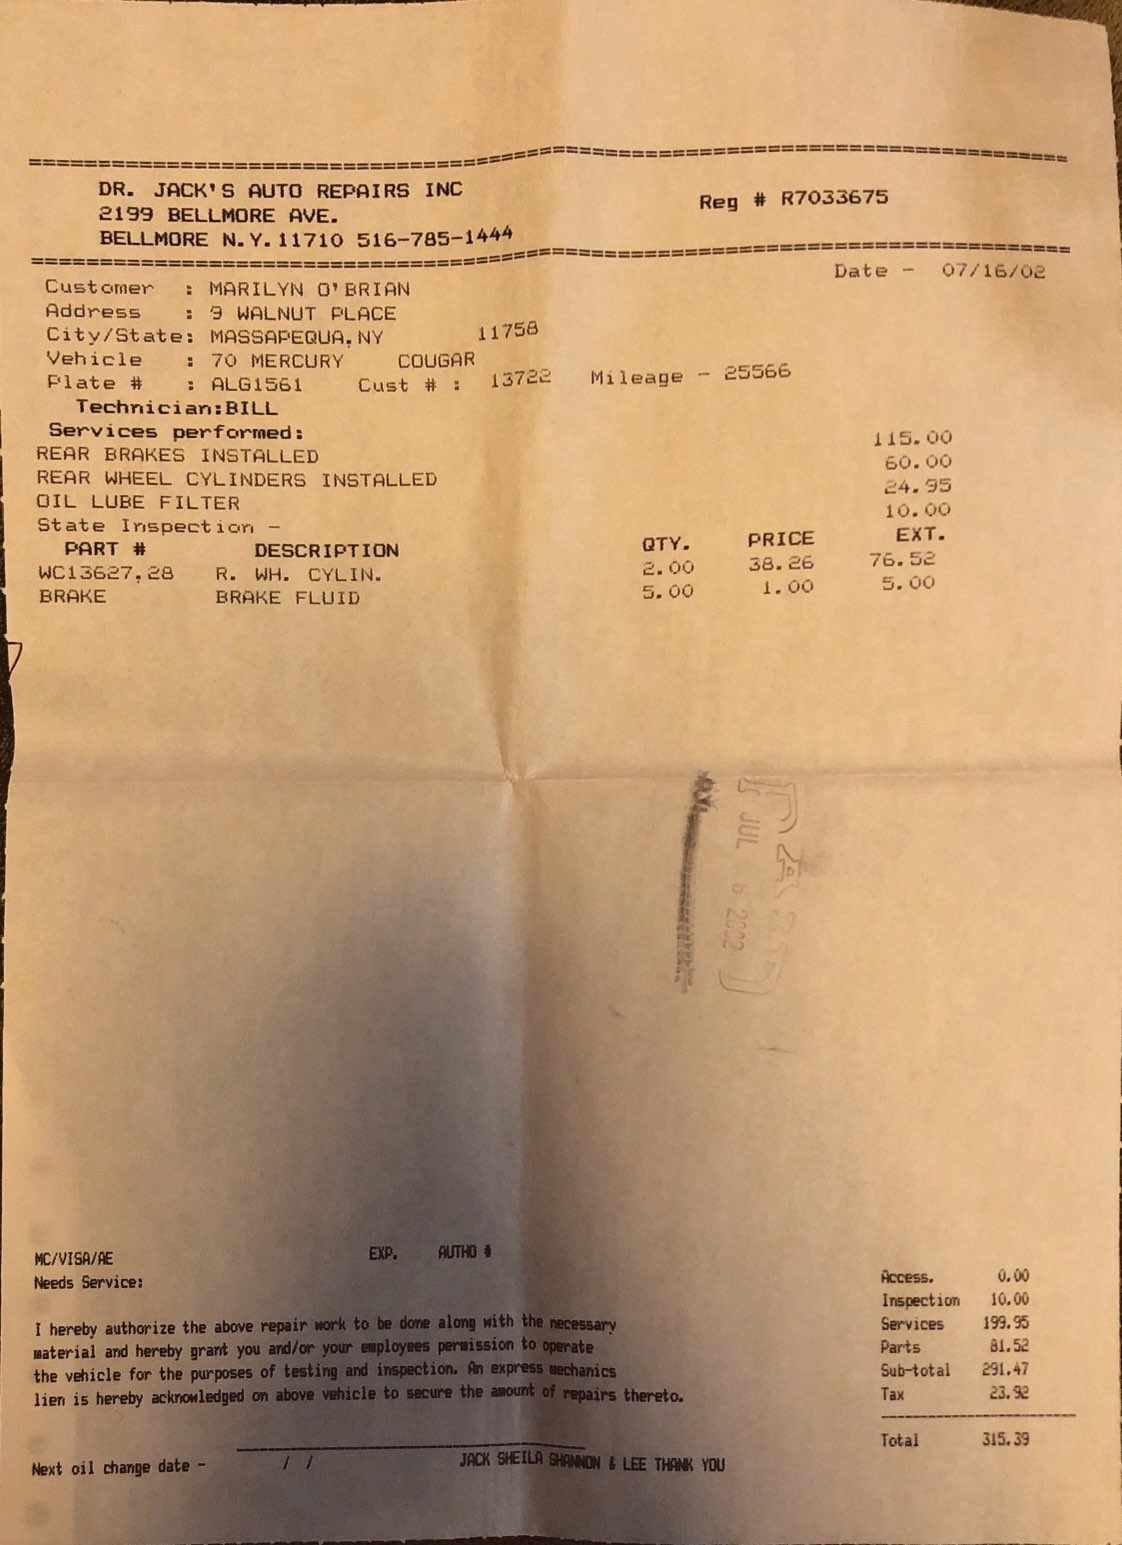 ================================================================
DR. JACK'S AUTO REPAIRS INC Reg # R7033675
2199 BELLMORE AVE.
BELLMORE N.Y.11710 516-785-1444
================================================================
Date - 07/16/02
Customer : MARILYN O'BRIAN
Address : 9 WALNUT PLACE
City/State: MASSAPEQUA,NY 11758
Vehicle : 70 MERCURY COUGAR
Plate # : ALG1561 Cust # : 13722 Mileage - 25566
Technician:BILL
Services performed:
REAR BRAKES INSTALLED 115.00
REAR WHEEL CYLINDERS INSTALLED 60.00
OIL LUBE FILTER 24.95
State Inspection - 10.00
PART # DESCRIPTION QTY. PRICE EXT.
WC13627,28 R. WH. CYLIN. 2.00 38.26 76.52
BRAKE BRAKE FLUID 5.00 1.00 5.00
PAID
JUL 6 2002
MC/VISA/AE EXP. AUTHO #
Needs Service:
Access. 0.00
Inspection 10.00
Services 199.95
Parts 81.52
Sub-total 291.47
Tax 23.92
Total 315.39
I hereby authorize the above repair work to be done along with the necessary
material and hereby grant you and/or your employees permission to operate
the vehicle for the purposes of testing and inspection. An express mechanics
lien is hereby acknowledged on above vehicle to secure the amount of repairs thereto.
Next oil change date - / / JACK SHEILA SHANNON & LEE THANK YOU